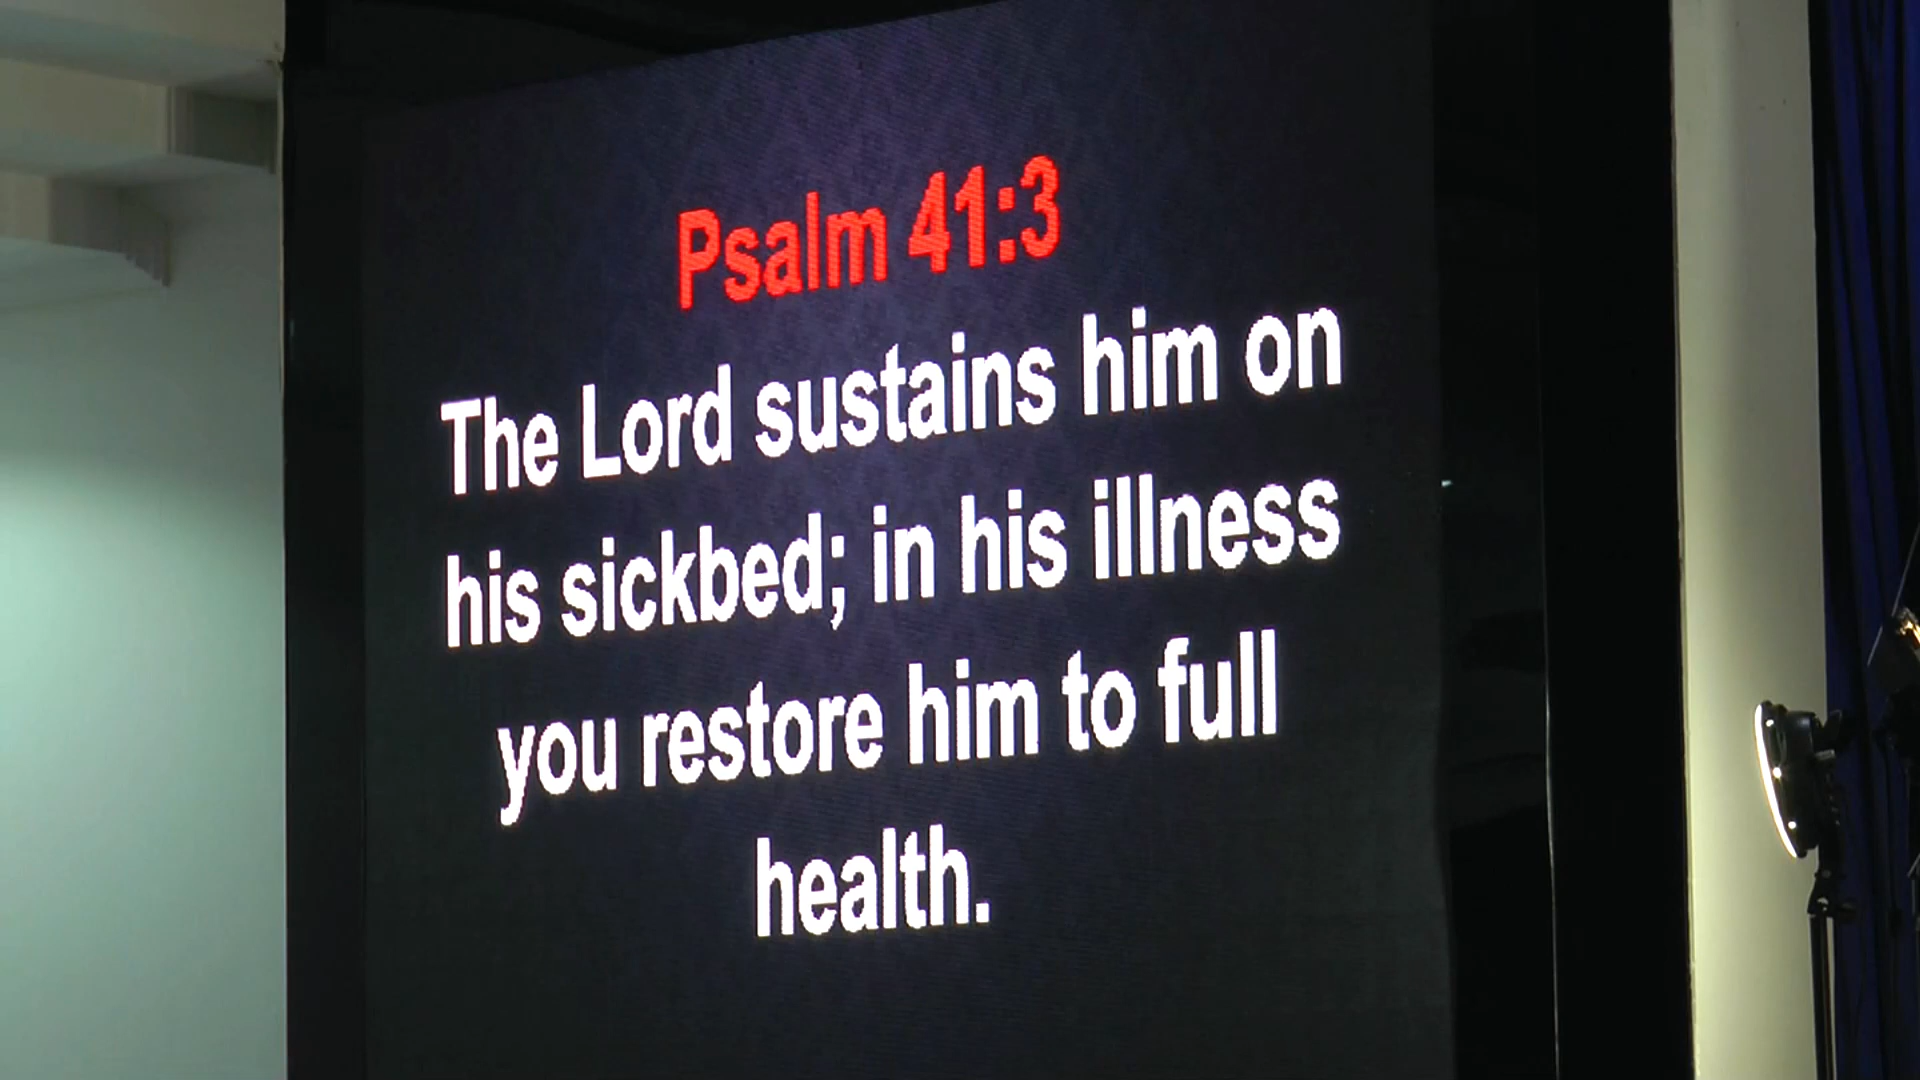 Psalm 41:3
The Lord sustains him on
his sickbed; in his illness
you restore him to full
health.